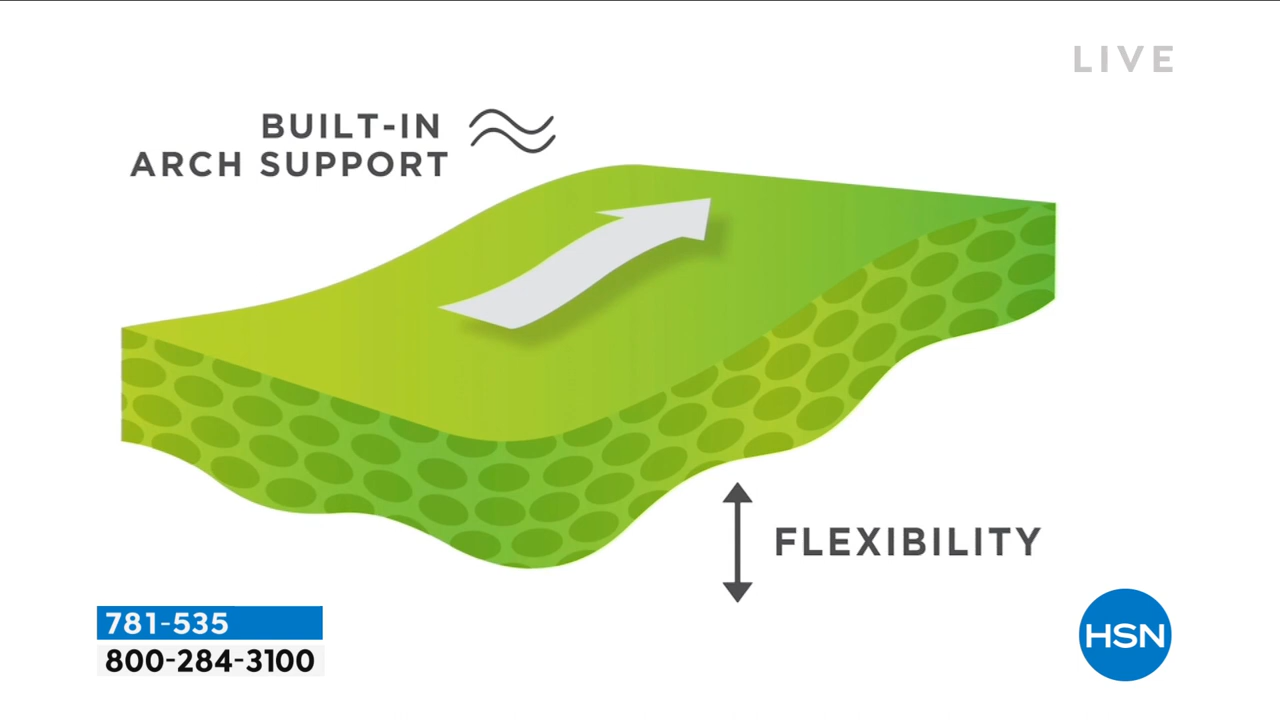 LIVE
BUILT-IN
ARCH SUPPORT
FLEXIBILITY
781-535
800-284-3100
HSN